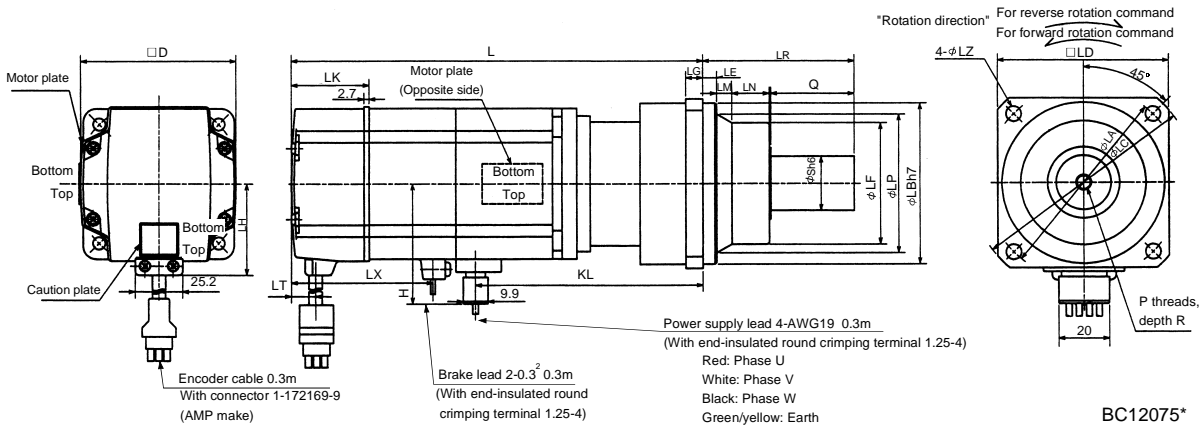 "Rotation direction"
For reverse rotation command
For forward rotation command
□D
L
LR
4-φLZ
□LD
Motor plate
LK
Motor plate
(Opposite side)
LG
LE
LM
LN
Q
45°
2.7
Bottom
Top
Bottom
Top
Bottom
Top
LH
φSh6
φLF
φLP
φLBh7
φLA
φLC
Caution plate
25.2
LT
LX
H
KL
9.9
20
P threads,
depth R
Encoder cable 0.3m
With connector 1-172169-9
(AMP make)
Brake lead 2-0.3² 0.3m
(With end-insulated round
crimping terminal 1.25-4)
Power supply lead 4-AWG19 0.3m
(With end-insulated round crimping terminal 1.25-4)
Red: Phase U
White: Phase V
Black: Phase W
Green/yellow: Earth
BC12075*